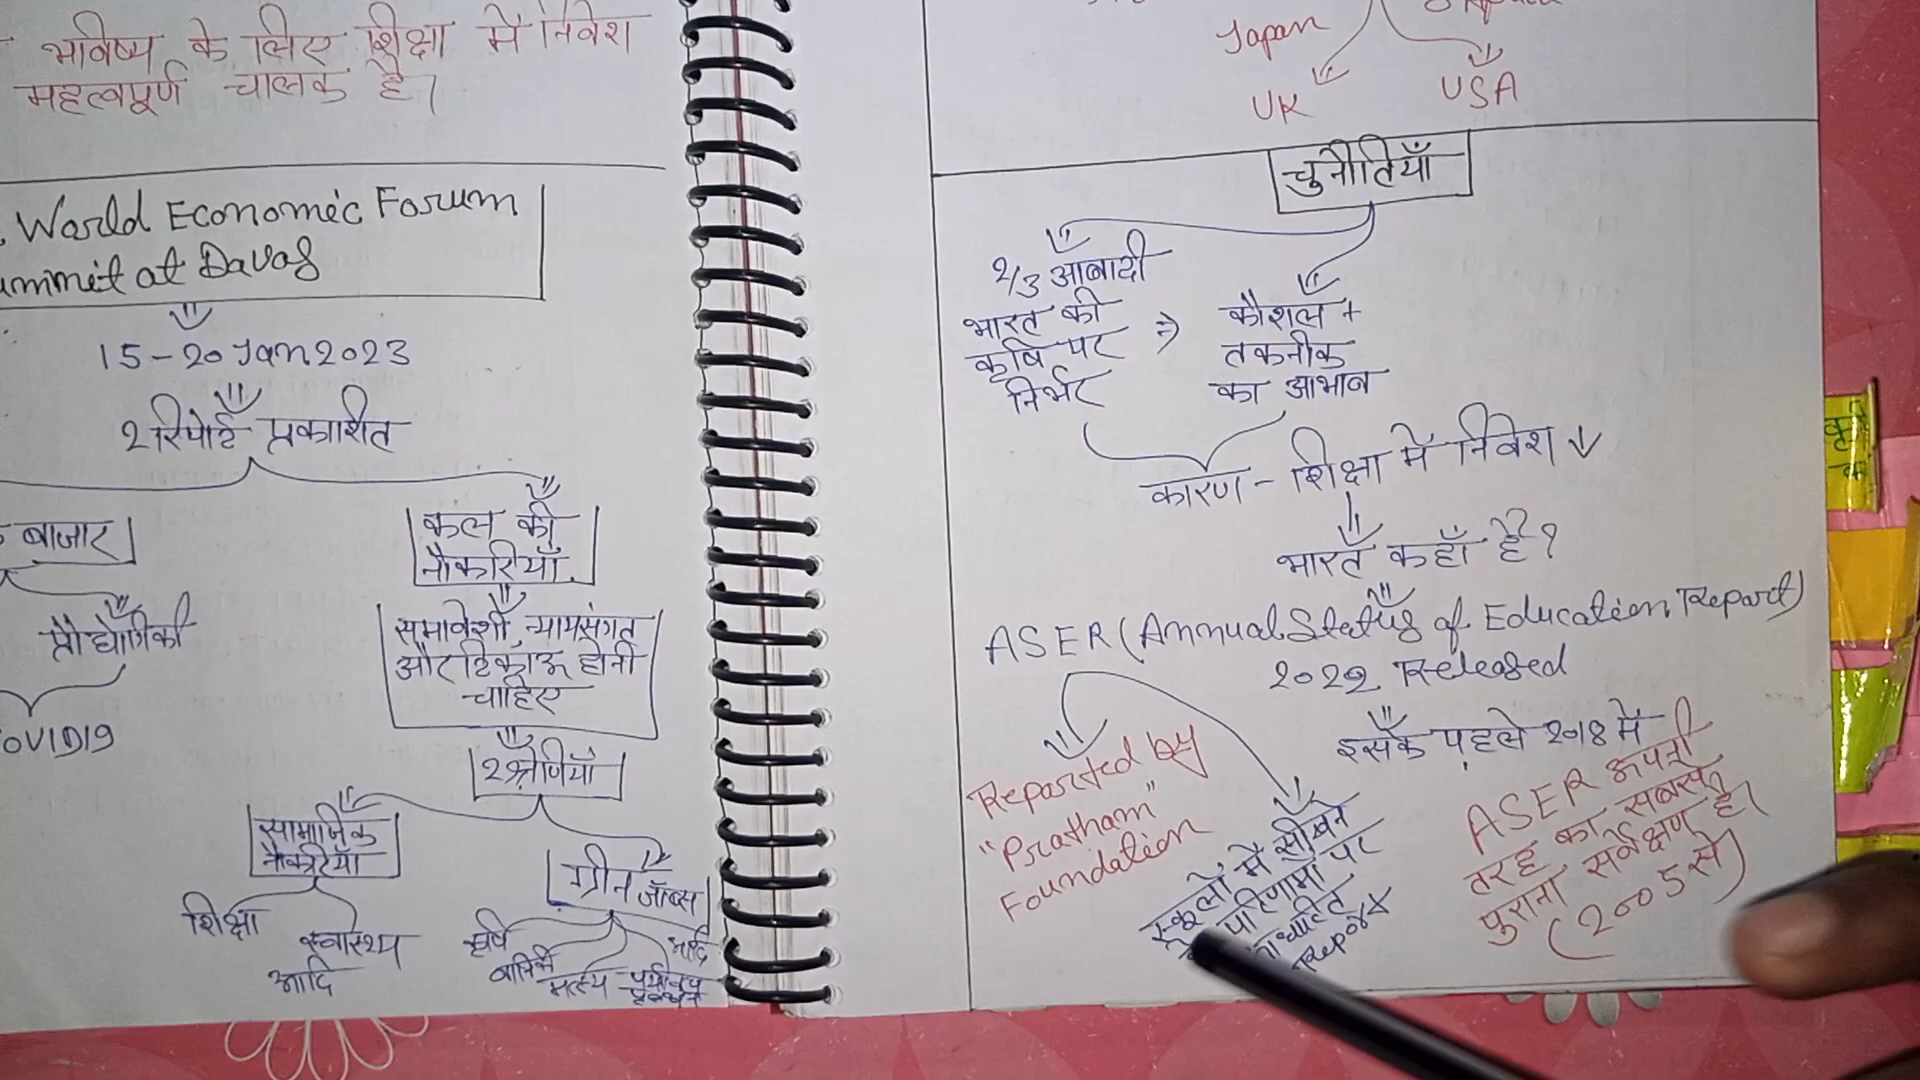 भविष्य के लिए शिक्षा में निवेश
महत्वपूर्ण चालक है।
World Economic Forum
ummit at Davos
15-20 Jan 2023
2 रिपोर्ट प्रकाशित
बाजार
प्रौद्योगिकी
OVID19
कल की
नौकरियाँ
समावेशी, न्यायसंगत
और टिकाऊ होनी
चाहिए
2 श्रेणियाँ
सामाजिक
नौकरियाँ
शिक्षा
स्वास्थ्य
आदि
ग्रीन जॉब्स
कृषि
वानिकी
मत्स्य
आदि
Japan
UK
USA
चुनौतियाँ
2/3 आबादी
भारत की
कृषि पर
निर्भर
⇒
कौशल +
तकनीक
का आभाव
कारण - शिक्षा में निवेश ↓
भारत कहाँ है?
ASER (Annual Status of Education Report)
2022 Released
इसके पहले 2018 में
Reported by
"Pratham"
Foundation
स्कूलों में सीखने
परिणामों पर
Report
ASER अपनी
तरह का सबसे
पुराना सर्वेक्षण है।
(2005 से)